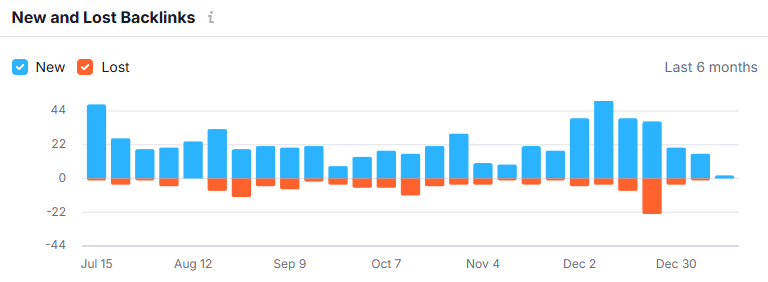 New and Lost Backlinks i
New Lost Last 6 months
44
22
0
-22
-44
Jul 15 Aug 12 Sep 9 Oct 7 Nov 4 Dec 2 Dec 30